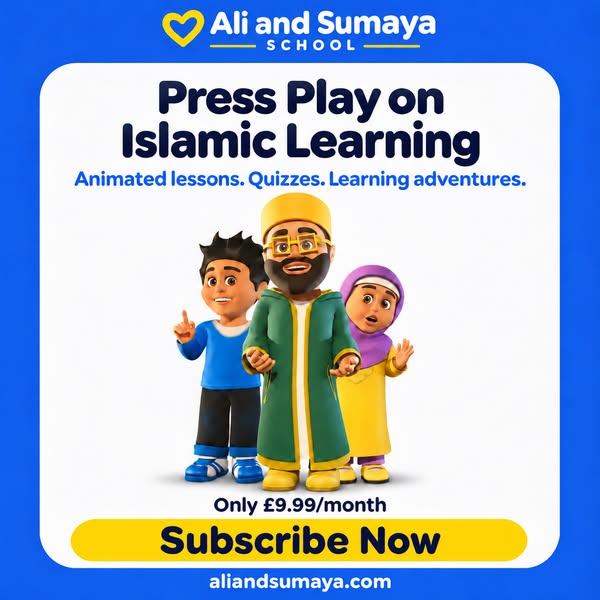 Ali and Sumaya
SCHOOL
Press Play on
Islamic Learning
Animated lessons. Quizzes. Learning adventures.
Only £9.99/month
Subscribe Now
aliandsumaya.com